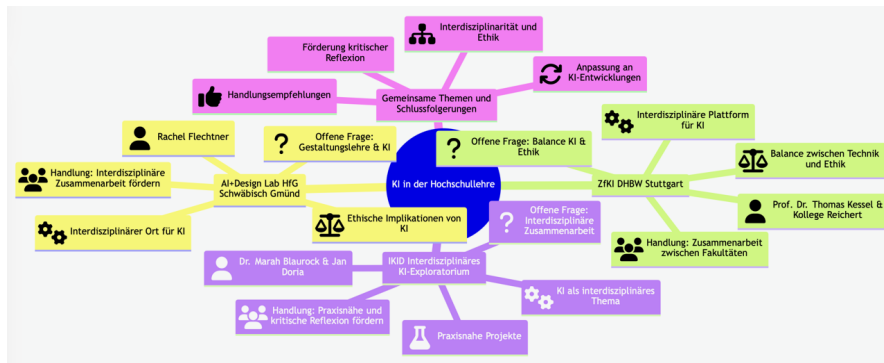 Interdisziplinarität und
Ethik
Förderung kritischer
Reflexion
Anpassung an
KI-Entwicklungen
Handlungsempfehlungen
Gemeinsame Themen und
Schlussfolgerungen
Interdisziplinäre Plattform
für KI
Rachel Flechtner
Offene Frage:
Gestaltungslehre & KI
Offene Frage: Balance KI &
Ethik
Balance zwischen Technik
und Ethik
Handlung: Interdisziplinäre
Zusammenarbeit fördern
AI+Design Lab HfG
Schwäbisch Gmünd
KI in der Hochschullehre
ZfKI DHBW Stuttgart
Prof. Dr. Thomas Kessel &
Kollege Reichert
Interdisziplinärer Ort für KI
Ethische Implikationen von
KI
Offene Frage:
Interdisziplinäre
Zusammenarbeit
Handlung: Zusammenarbeit
zwischen Fakultäten
Dr. Marah Blaurock & Jan
Doria
IKID Interdisziplinäres
KI-Exploratorium
KI als interdisziplinäres
Thema
Handlung: Praxisnähe und
kritische Reflexion fördern
Praxisnahe Projekte